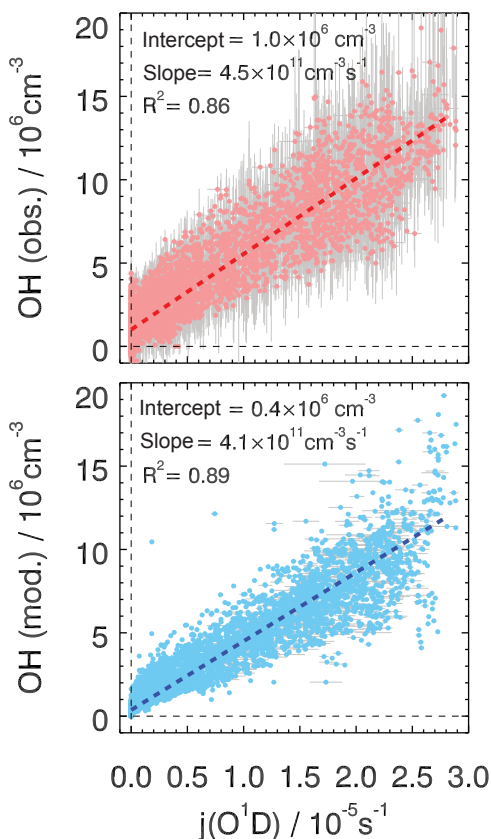 20
15
10
5
0
OH (obs.) / 10⁶cm⁻³
Intercept = 1.0×10⁶ cm⁻³
Slope= 4.5×10¹¹cm⁻³s⁻¹
R²= 0.86
20
15
10
5
0
OH (mod.) / 10⁶cm⁻³
Intercept = 0.4×10⁶ cm⁻³
Slope= 4.1×10¹¹cm⁻³s⁻¹
R²= 0.89
0.0 0.5 1.0 1.5 2.0 2.5 3.0
j(O¹D) / 10⁻⁵s⁻¹